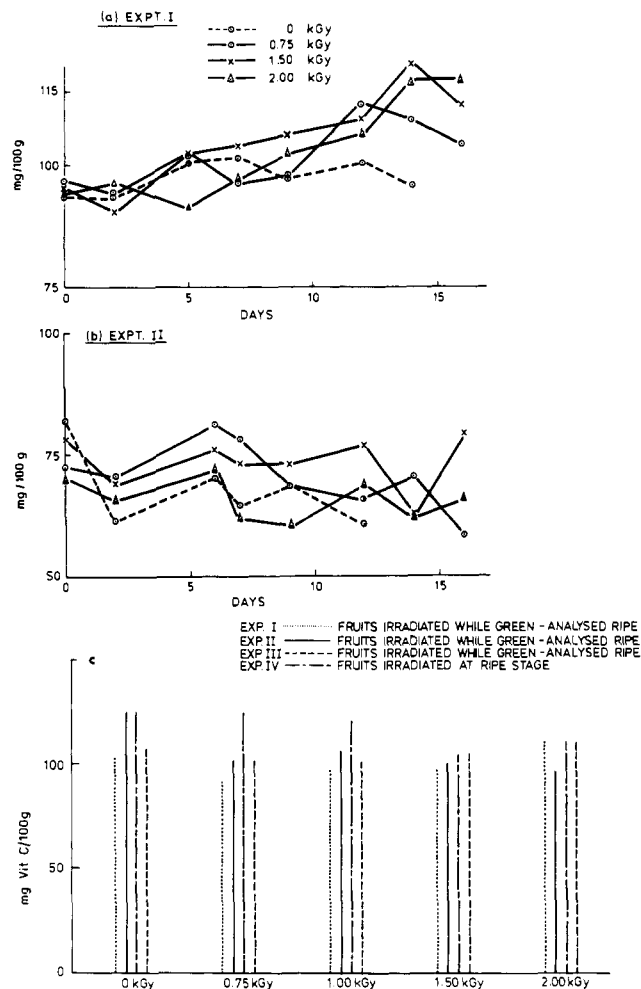 (a) EXPT. I
0 kGy
0.75 kGy
1.50 kGy
2.00 kGy
115
100
75
mg/100g
0 5 10 15
DAYS
(b) EXPT. II
100
75
50
mg/100 g
0 5 10 15
DAYS
EXP. I FRUITS IRRADIATED WHILE GREEN - ANALYSED RIPE
EXP. II FRUITS IRRADIATED WHILE GREEN - ANALYSED RIPE
EXP. III FRUITS IRRADIATED WHILE GREEN - ANALYSED RIPE
EXP. IV FRUITS IRRADIATED AT RIPE STAGE
c
100
50
0
mg Vit C/100g
0 kGy 0.75 kGy 1.00 kGy 1.50 kGy 2.00 kGy